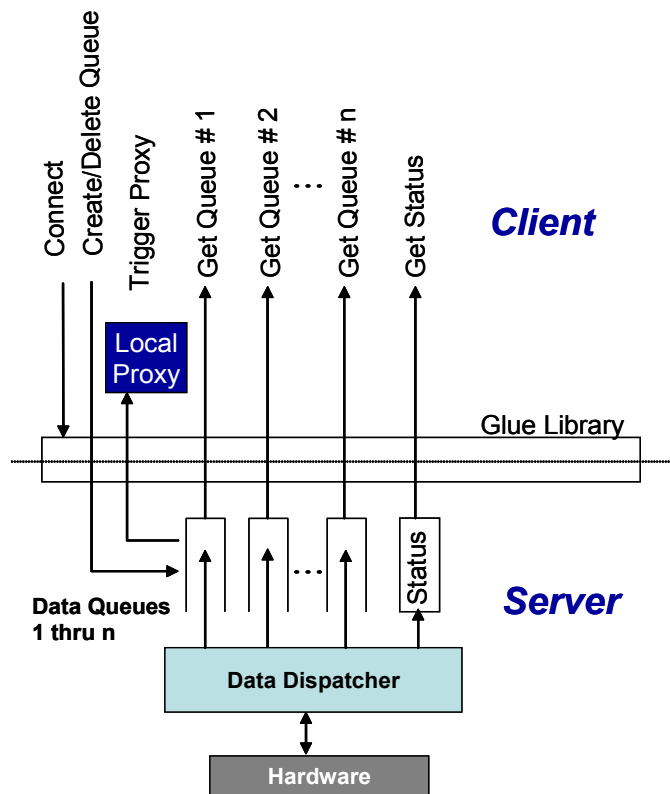 Connect
Create/Delete Queue
Trigger Proxy
Get Queue # 1
Get Queue # 2
...
Get Queue # n
Get Status
Client
Local
Proxy
Glue Library
...
Status
Data Queues
1 thru n
Server
Data Dispatcher
Hardware